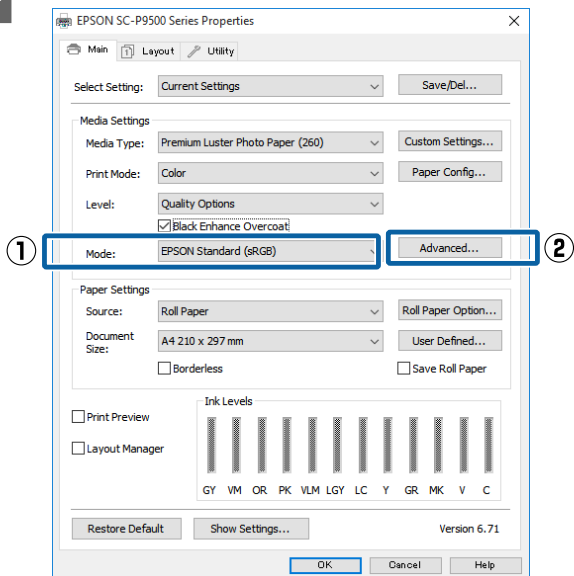 EPSON SC-P9500 Series Properties
Main Layout Utility
Select Setting: Current Settings Save/Del...
Media Settings
Media Type: Premium Luster Photo Paper (260) Custom Settings...
Print Mode: Color Paper Config...
Level: Quality Options
Black Enhance Overcoat
1 Mode: EPSON Standard (sRGB) Advanced... 2
Paper Settings
Source: Roll Paper Roll Paper Option...
Document
Size: A4 210 x 297 mm User Defined...
Borderless Save Roll Paper
Ink Levels
Print Preview
Layout Manager
GY VM OR PK VLM LGY LC Y GR MK V C
Restore Default Show Settings... Version 6.71
OK Cancel Help